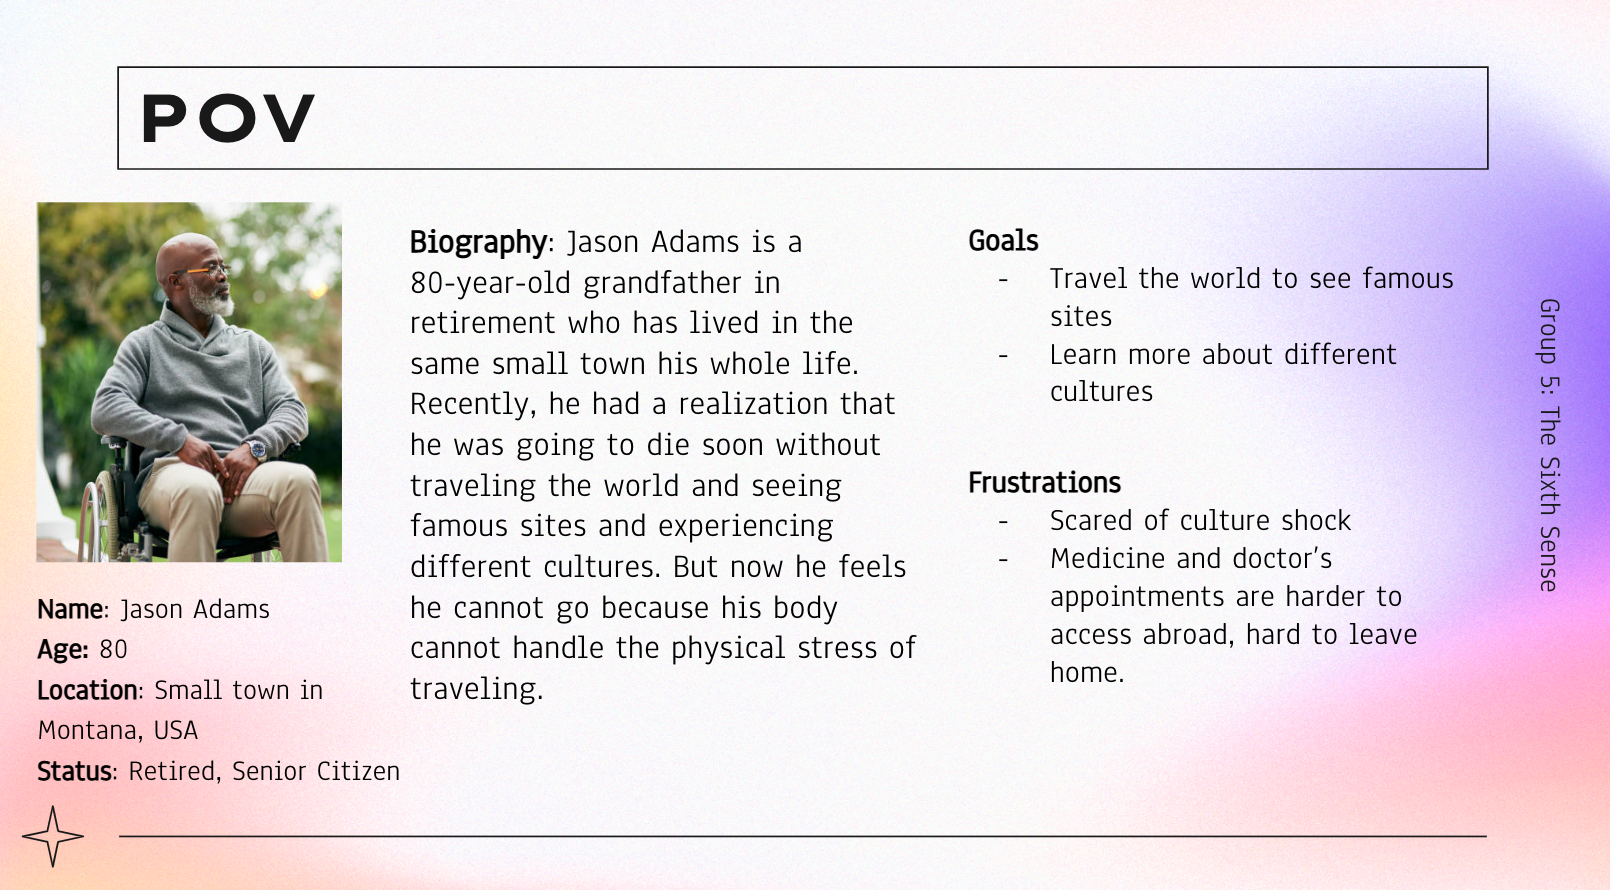 POV
Name: Jason Adams
Age: 80
Location: Small town in
Montana, USA
Status: Retired, Senior Citizen
Biography: Jason Adams is a
80-year-old grandfather in
retirement who has lived in the
same small town his whole life.
Recently, he had a realization that
he was going to die soon without
traveling the world and seeing
famous sites and experiencing
different cultures. But now he feels
he cannot go because his body
cannot handle the physical stress of
traveling.
Goals
- Travel the world to see famous
sites
- Learn more about different
cultures
Frustrations
- Scared of culture shock
- Medicine and doctor's
appointments are harder to
access abroad, hard to leave
home.
Group 5: The Sixth Sense